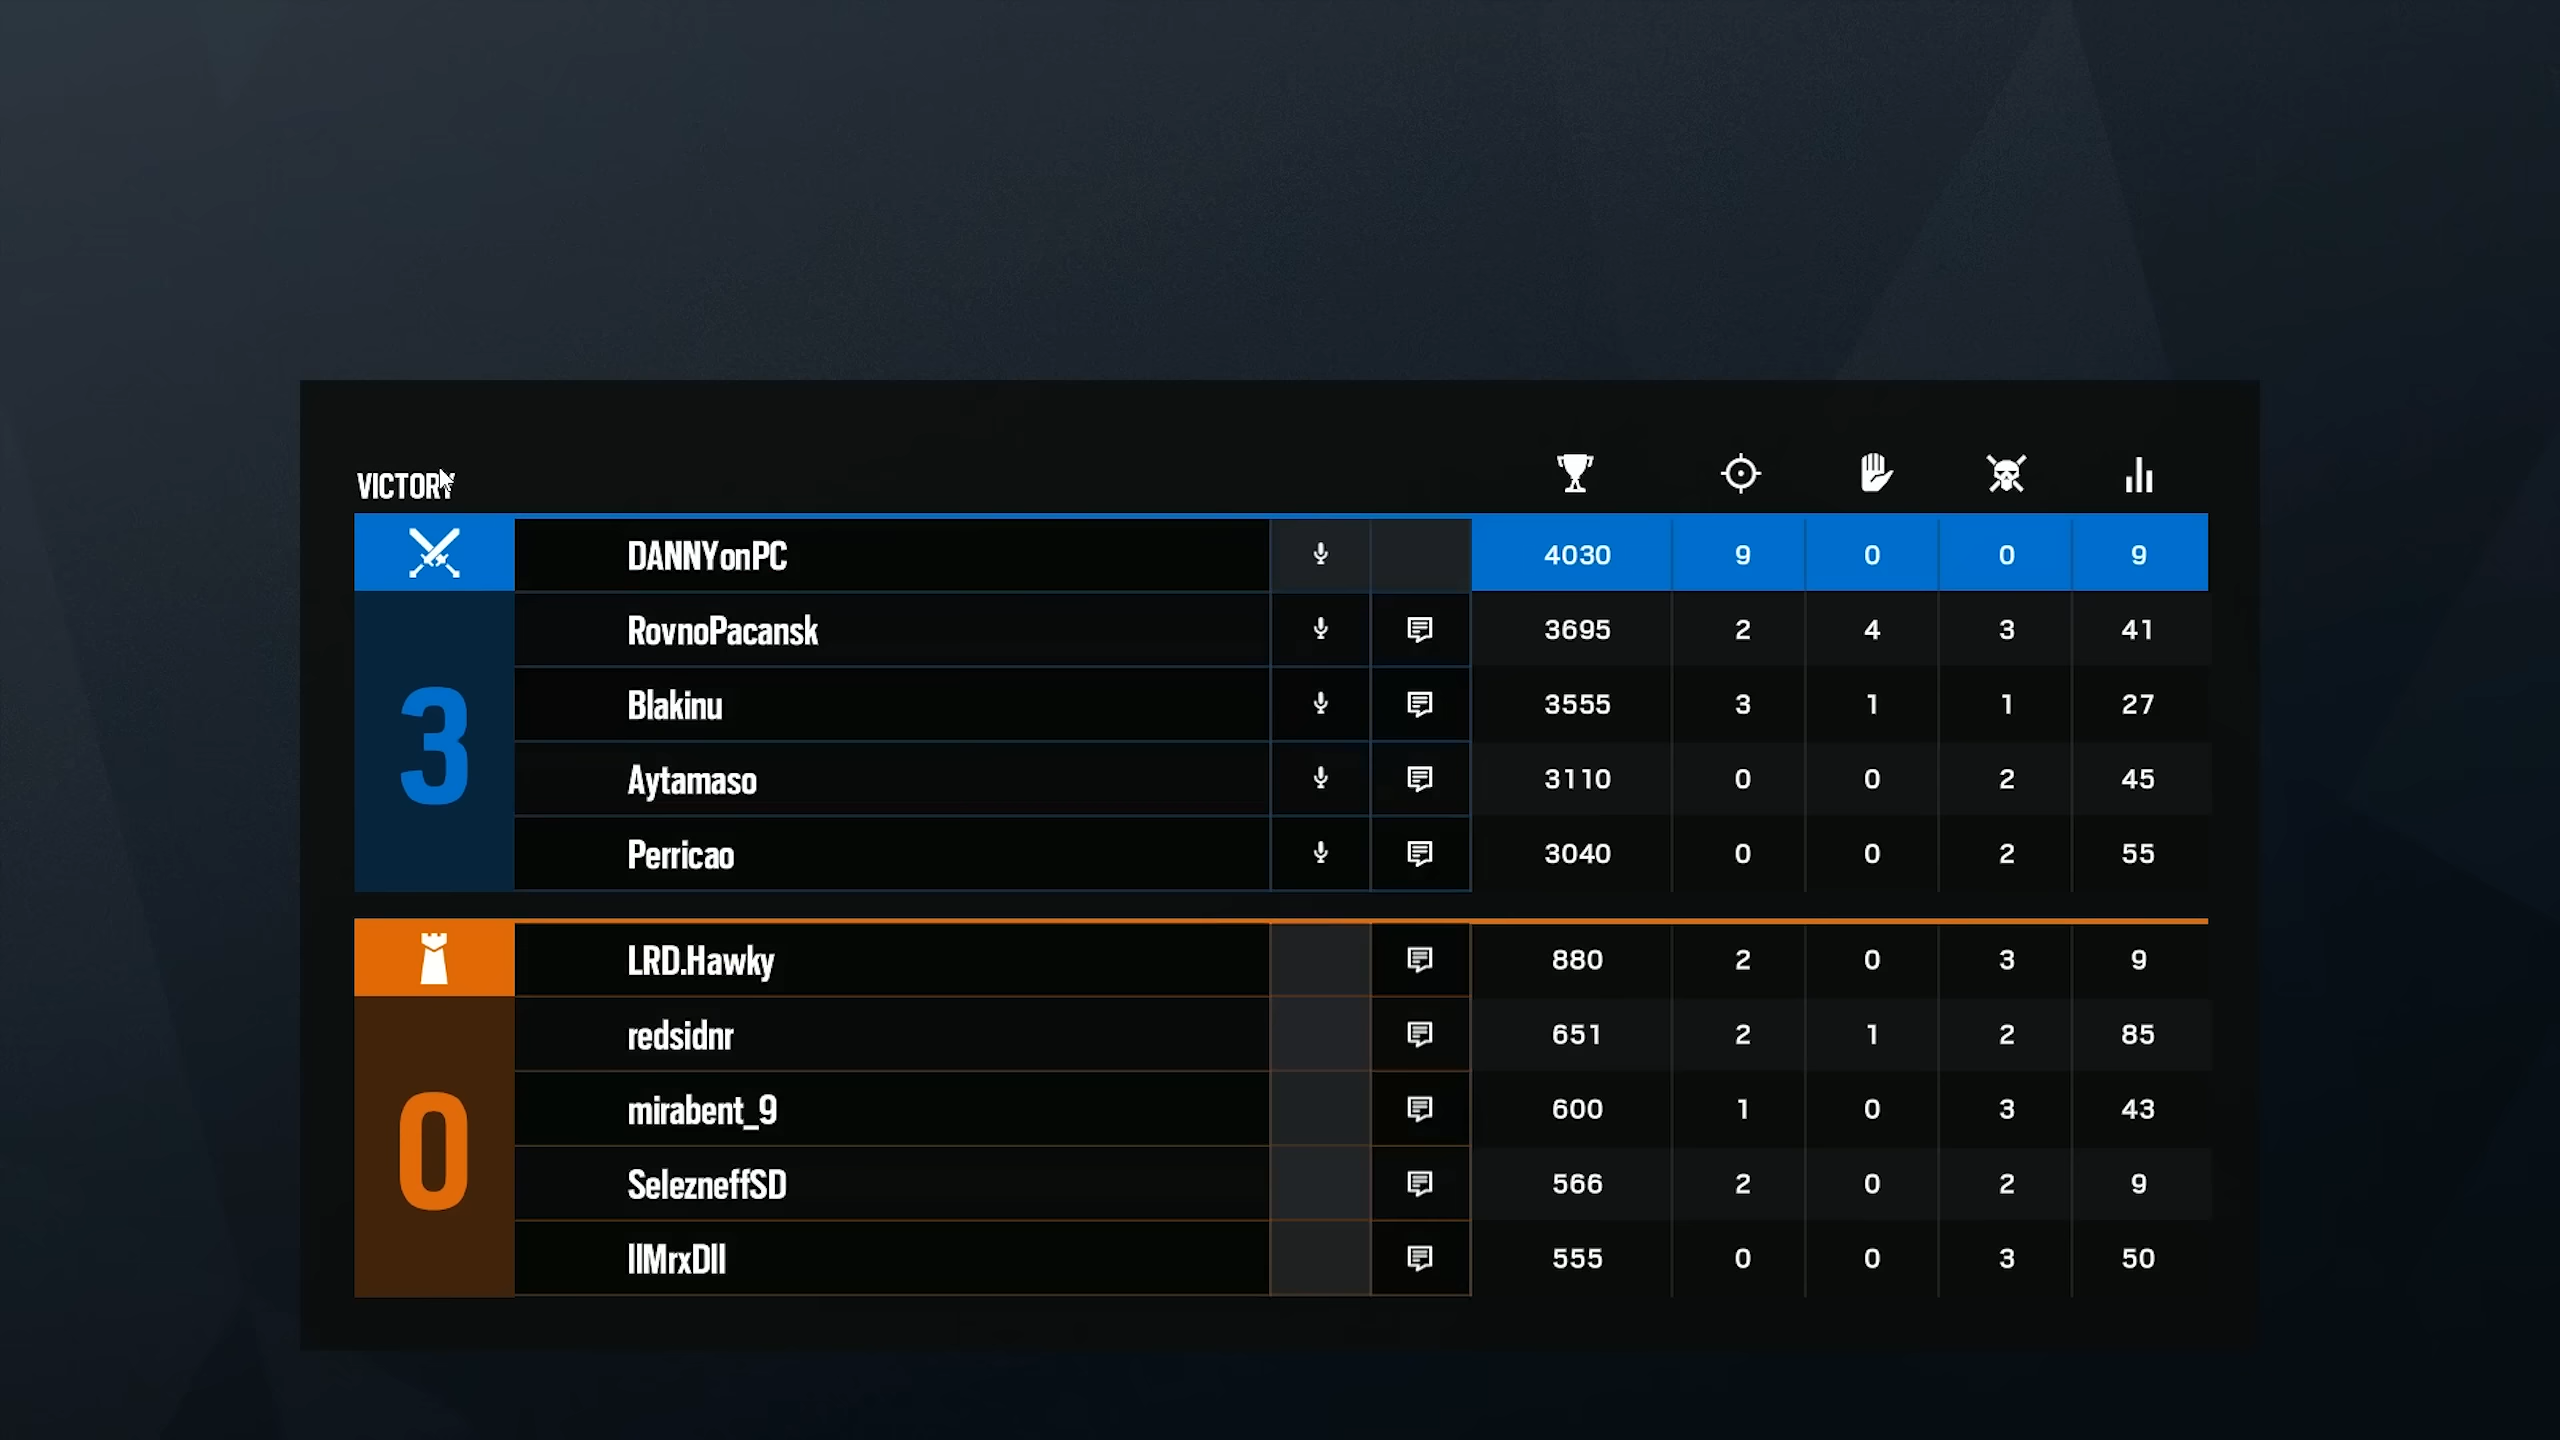 VICTORY
DANNYonPC 4030 9 0 0 9
RovnoPacansk 3695 2 4 3 41
3
Blakinu 3555 3 1 1 27
Aytamaso 3110 0 0 2 45
Perricao 3040 0 0 2 55
LRD.Hawky 880 2 0 3 9
redsidnr 651 2 1 2 85
0
mirabent_9 600 1 0 3 43
SelezneffSD 566 2 0 2 9
llMrxDll 555 0 0 3 50